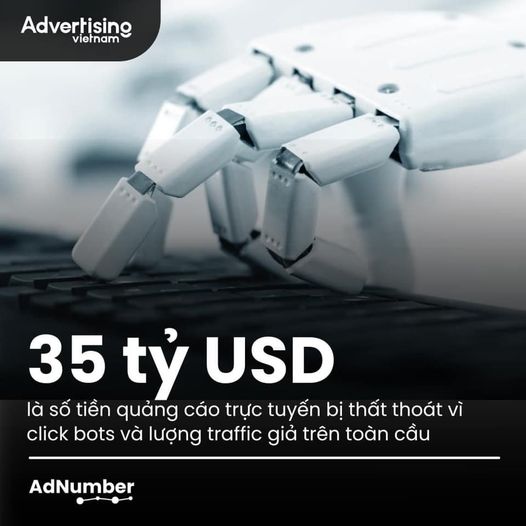 Advertising
vietnam
35 tỷ USD
là số tiền quảng cáo trực tuyến bị thất thoát vì
click bots và lượng traffic giả trên toàn cầu
AdNumber